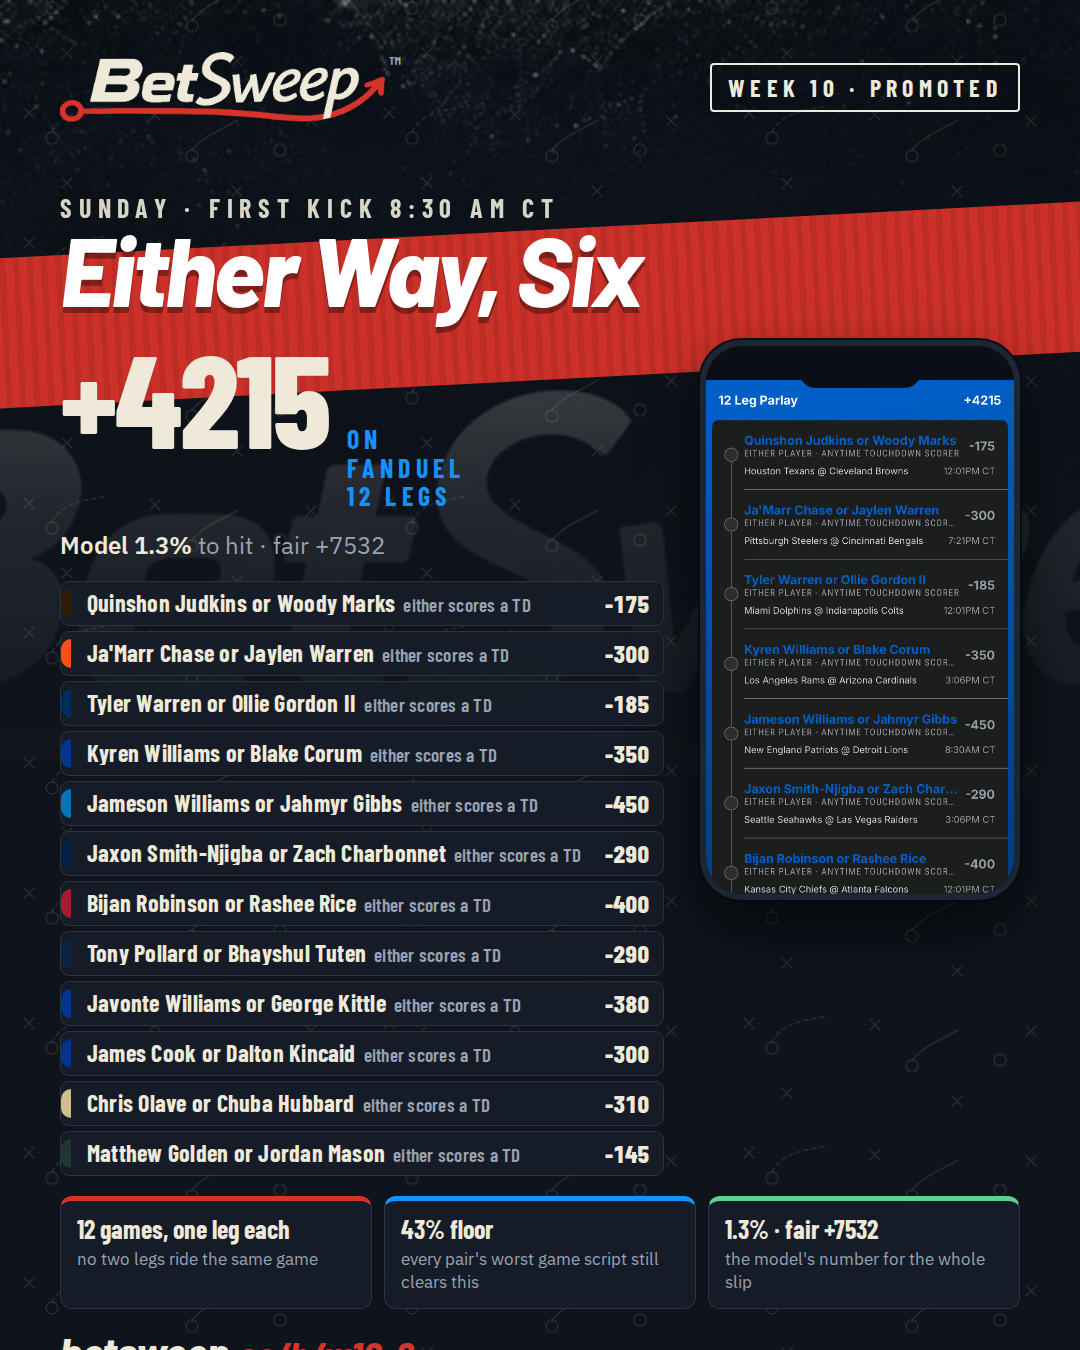 BetSweep™
WEEK 10 · PROMOTED
SUNDAY · FIRST KICK 8:30 AM CT
Either Way, Six
+4215
ON
FANDUEL
12 LEGS
Model 1.3% to hit · fair +7532
Quinshon Judkins or Woody Marks either scores a TD -175
Ja'Marr Chase or Jaylen Warren either scores a TD -300
Tyler Warren or Ollie Gordon II either scores a TD -185
Kyren Williams or Blake Corum either scores a TD -350
Jameson Williams or Jahmyr Gibbs either scores a TD -450
Jaxon Smith-Njigba or Zach Charbonnet either scores a TD -290
Bijan Robinson or Rashee Rice either scores a TD -400
Tony Pollard or Bhayshul Tuten either scores a TD -290
Javonte Williams or George Kittle either scores a TD -380
James Cook or Dalton Kincaid either scores a TD -300
Chris Olave or Chuba Hubbard either scores a TD -310
Matthew Golden or Jordan Mason either scores a TD -145
12 Leg Parlay +4215
Quinshon Judkins or Woody Marks -175
EITHER PLAYER · ANYTIME TOUCHDOWN SCORER
Houston Texans @ Cleveland Browns 12:01PM CT
Ja'Marr Chase or Jaylen Warren -300
EITHER PLAYER · ANYTIME TOUCHDOWN SCOR...
Pittsburgh Steelers @ Cincinnati Bengals 7:21PM CT
Tyler Warren or Ollie Gordon II -185
EITHER PLAYER · ANYTIME TOUCHDOWN SCORER
Miami Dolphins @ Indianapolis Colts 12:01PM CT
Kyren Williams or Blake Corum -350
EITHER PLAYER · ANYTIME TOUCHDOWN SCOR...
Los Angeles Rams @ Arizona Cardinals 3:06PM CT
Jameson Williams or Jahmyr Gibbs -450
EITHER PLAYER · ANYTIME TOUCHDOWN SCOR...
New England Patriots @ Detroit Lions 8:30AM CT
Jaxon Smith-Njigba or Zach Char... -290
EITHER PLAYER · ANYTIME TOUCHDOWN SCOR...
Seattle Seahawks @ Las Vegas Raiders 3:06PM CT
Bijan Robinson or Rashee Rice -400
EITHER PLAYER · ANYTIME TOUCHDOWN SCOR...
Kansas City Chiefs @ Atlanta Falcons 12:01PM CT
12 games, one leg each
no two legs ride the same game
43% floor
every pair's worst game script still
clears this
1.3% · fair +7532
the model's number for the whole
slip